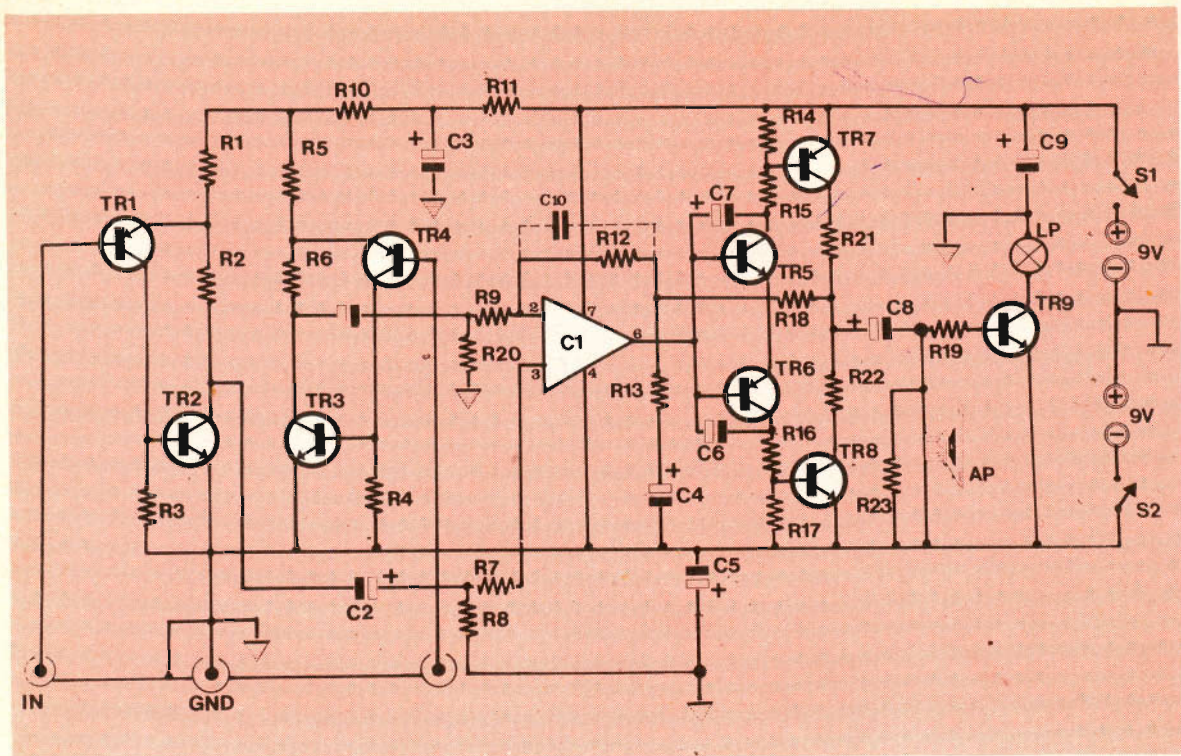 R10
R11
R1
R5
C3
+
R14
TR7
C9
+
S1
TR1
C10
C7
+
R15
TR4
R12
LP
+
9V
−
R2
R6
TR5
R21
R9
2
7
R18
C8
+
TR9
C1
6
R19
R20
3
4
TR6
R22
R13
+
9V
−
TR2
TR3
C6
R16
TR8
AP
R3
R4
+
C4
R23
S2
R17
C5
+
C2
+
R7
R8
IN
GND